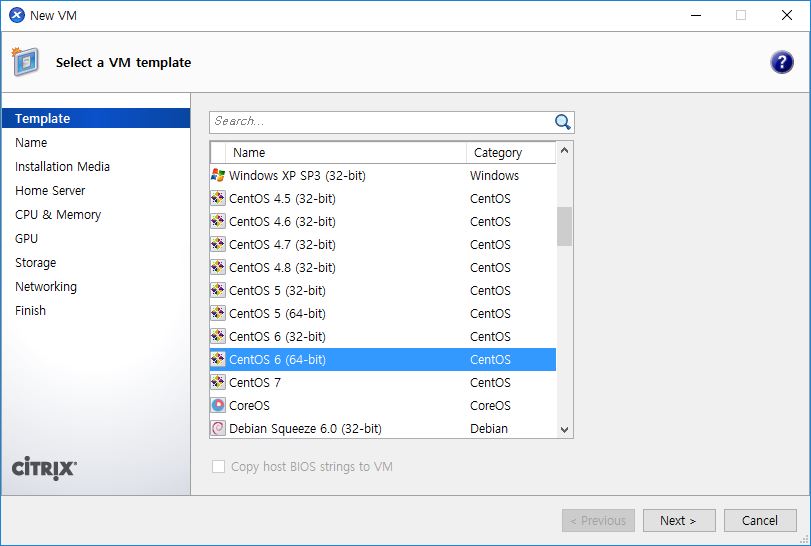 New VM
Select a VM template
?
Template
Name
Installation Media
Home Server
CPU & Memory
GPU
Storage
Networking
Finish
Search...
Name Category
Windows XP SP3 (32-bit) Windows
CentOS 4.5 (32-bit) CentOS
CentOS 4.6 (32-bit) CentOS
CentOS 4.7 (32-bit) CentOS
CentOS 4.8 (32-bit) CentOS
CentOS 5 (32-bit) CentOS
CentOS 5 (64-bit) CentOS
CentOS 6 (32-bit) CentOS
CentOS 6 (64-bit) CentOS
CentOS 7 CentOS
CoreOS CoreOS
Debian Squeeze 6.0 (32-bit) Debian
Copy host BIOS strings to VM
CİTRIX
< Previous Next > Cancel